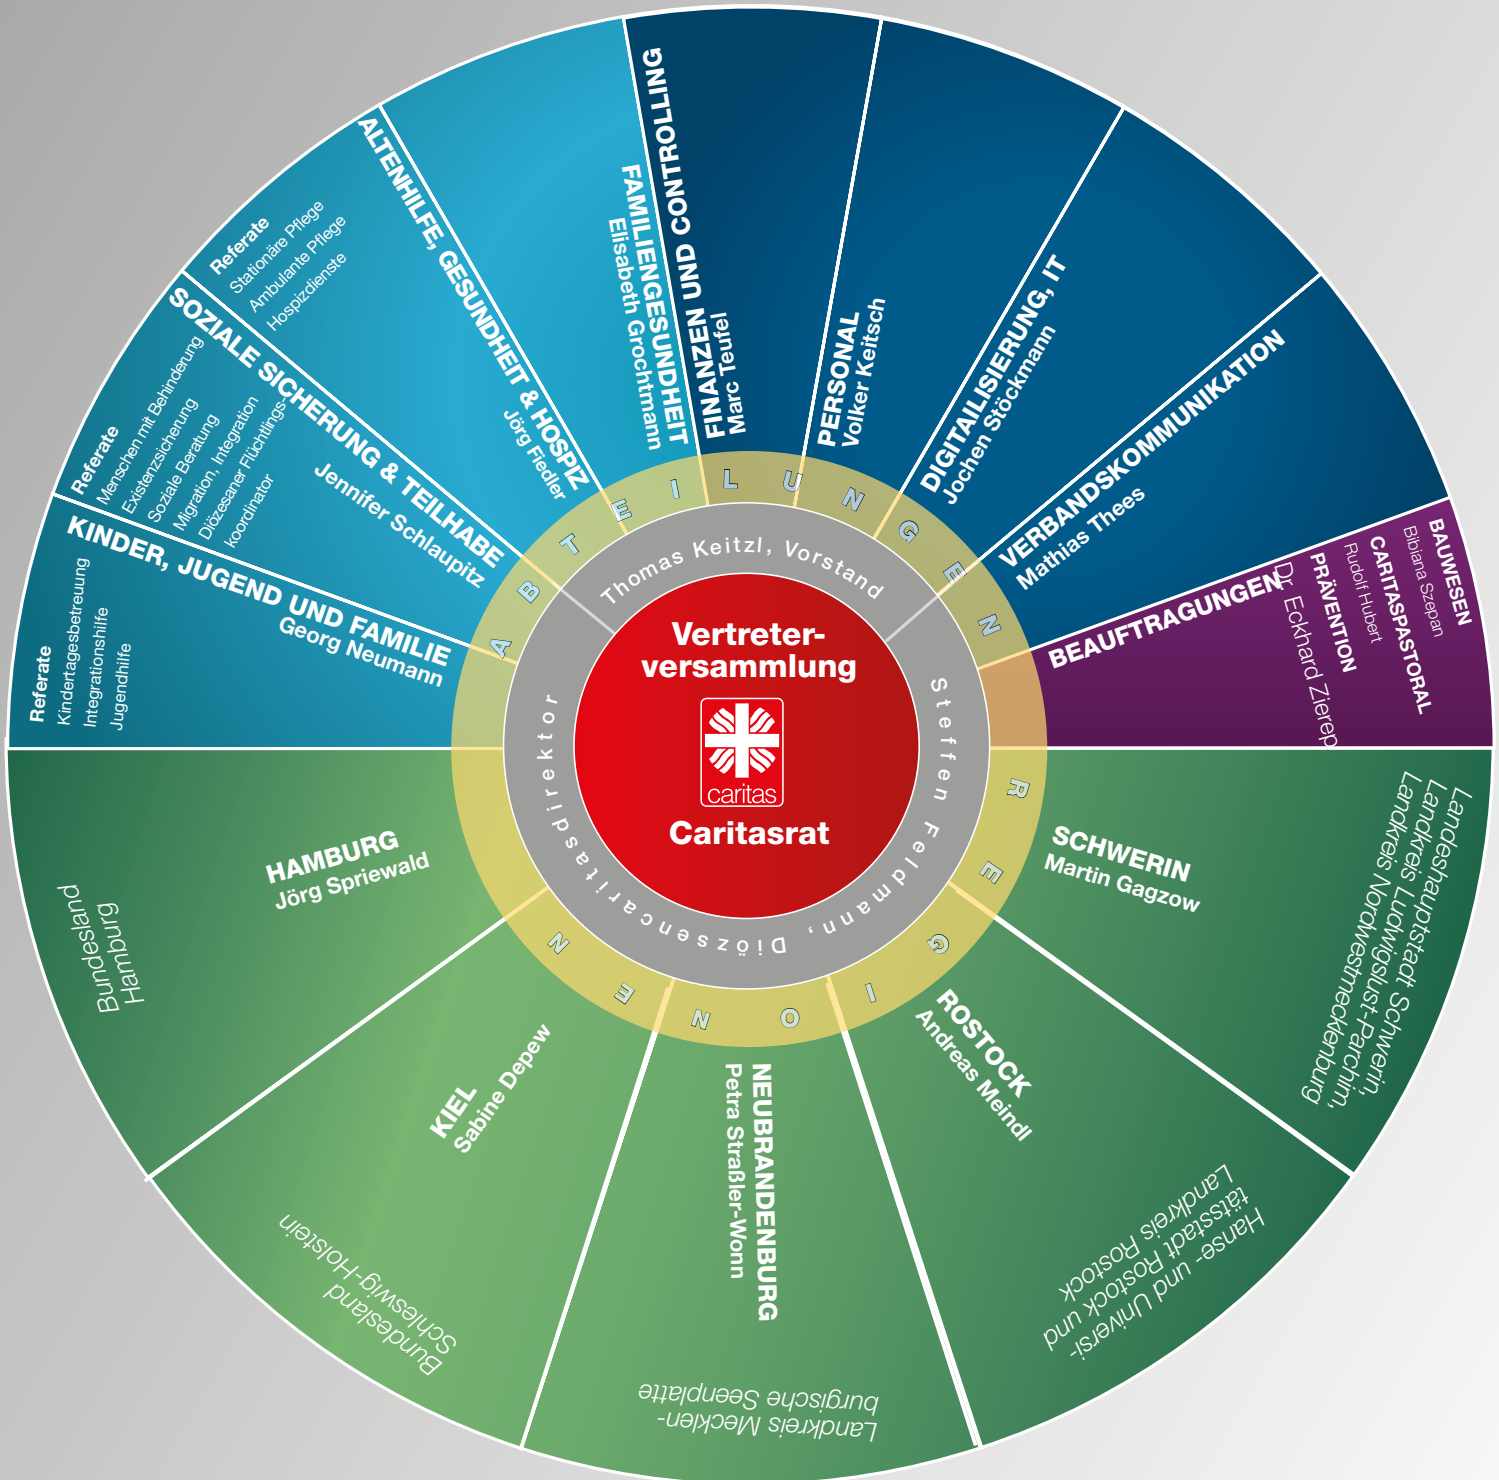 Vertreter-
versammlung
caritas
Caritasrat
Thomas Keitzl, Vorstand
Steffen Feldmann, Diözsencaritasdirektor
ABTEILUNGEN
REGIONEN
KINDER, JUGEND UND FAMILIE
Georg Neumann
Referate
Kindertagesbetreuung
Integrationshilfe
Jugendhilfe
SOZIALE SICHERUNG & TEILHABE
Jennifer Schlaupitz
Referate
Menschen mit Behinderung
Existenzsicherung
Soziale Beratung
Migration, Integration
Diözesaner Flüchtlings-
koordinator
ALTENHILFE, GESUNDHEIT & HOSPIZ
Jörg Fiedler
Referate
Stationäre Pflege
Ambulante Pflege
Hospizdienste
FAMILIENGESUNDHEIT
Elisabeth Grochtmann
FINANZEN UND CONTROLLING
Marc Teufel
PERSONAL
Volker Keitsch
DIGITAILISIERUNG, IT
Jochen Stöckmann
VERBANDSKOMMUNIKATION
Mathias Thees
BEAUFTRAGUNGEN
BAUWESEN
Bibiana Szepan
CARITASPASTORAL
Rudolf Hubert
PRÄVENTION
Dr. Eckhard Zierep
SCHWERIN
Martin Gagzow
Landeshauptstadt Schwerin,
Landkreis Ludwigslust-Parchim,
Landkreis Nordwestmecklenburg
ROSTOCK
Andreas Meindl
Hanse- und Universi-
tätsstadt Rostock und
Landkreis Rostock
NEUBRANDENBURG
Petra Straßler-Wonn
Landkreis Mecklen-
burgische Seenplatte
KIEL
Sabine Depew
Bundesland
Schleswig-Holstein
HAMBURG
Jörg Spriewald
Bundesland
Hamburg